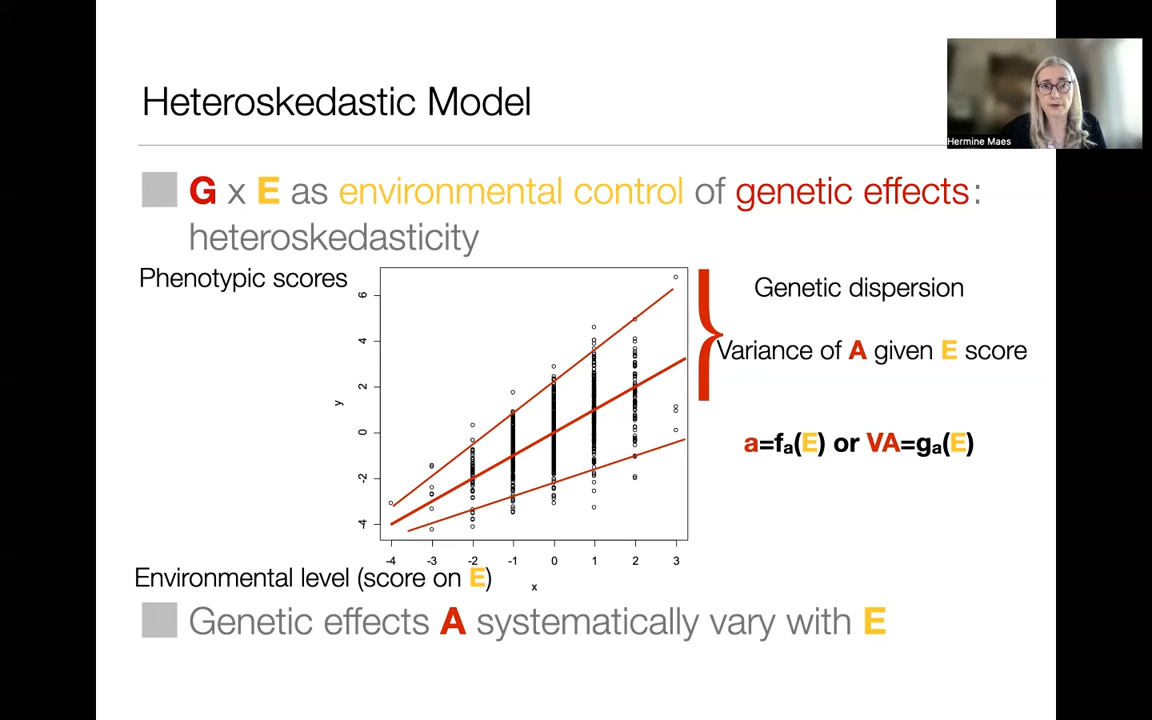 Heteroskedastic Model
Hermine Maes
G x E as environmental control of genetic effects:
heteroskedasticity
Phenotypic scores
Genetic dispersion
Variance of A given E score
a=fₐ(E) or VA=gₐ(E)
y
6
4
2
0
-2
-4
-4 -3 -2 -1 0 1 2 3
x
Environmental level (score on E)
Genetic effects A systematically vary with E